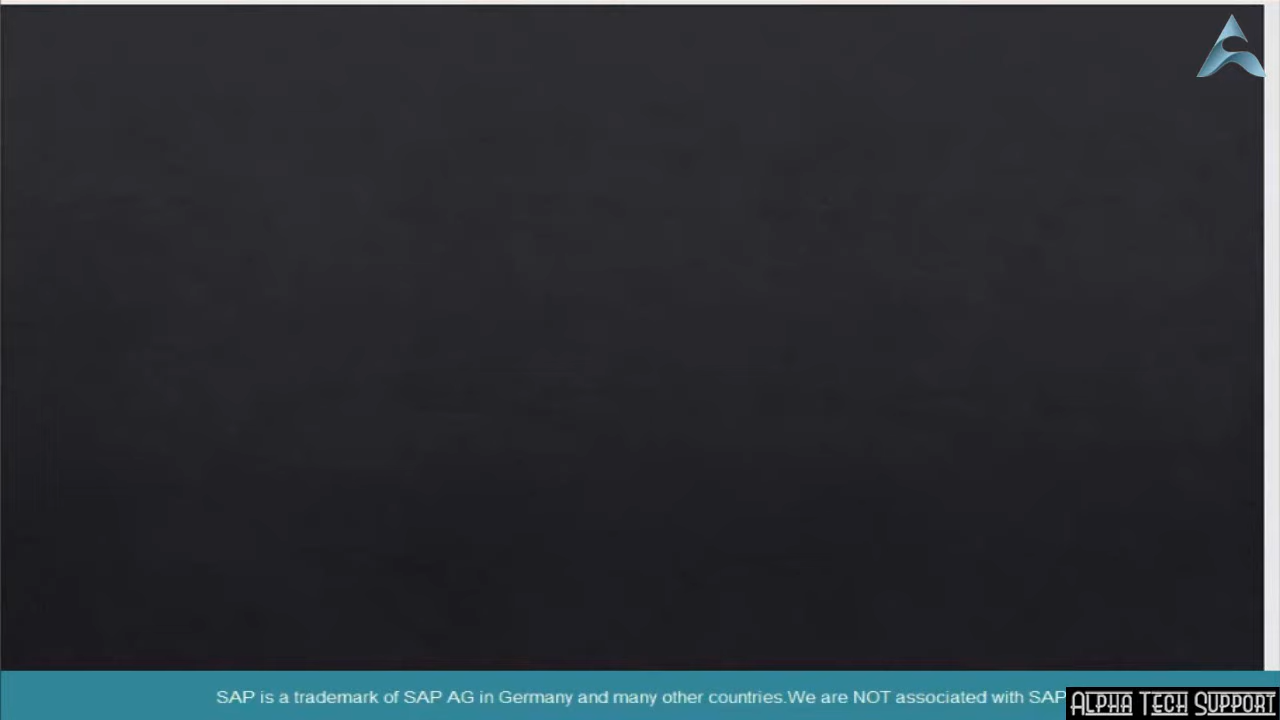 SAP is a trademark of SAP AG in Germany and many other countries.We are NOT associated with SAP
ALPHA TECH SUPPORT